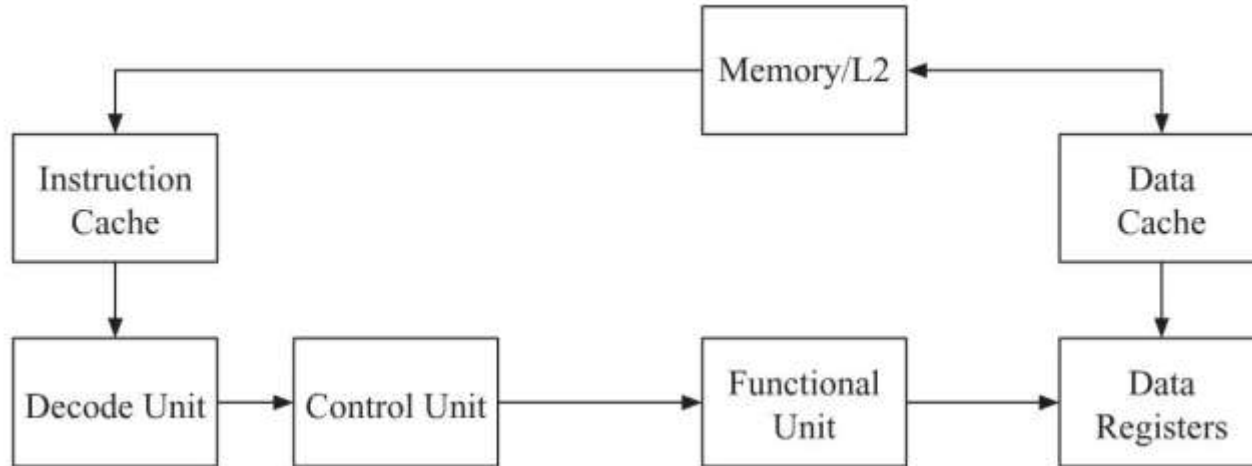 Memory/L2
Instruction
Cache
Data
Cache
Decode Unit
Control Unit
Functional
Unit
Data
Registers